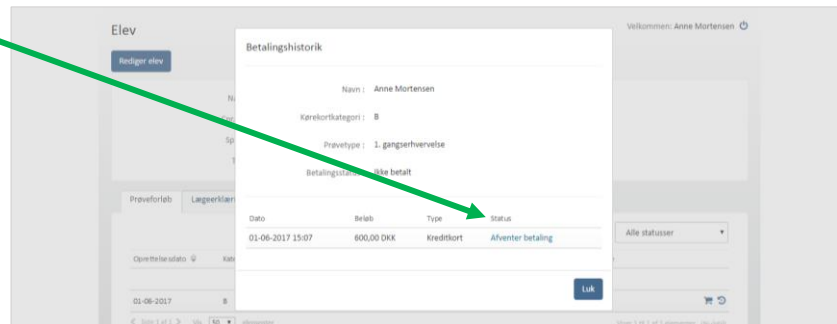 Elev
Velkommen: Anne Mortensen
Rediger elev
Betalingshistorik
Navn : Anne Mortensen
Kørekortkategori : B
Prøvetype : 1. gangserhvervelse
Betalingsstatus : Ikke betalt
Prøveforløb
Dato Beløb Type Status
01-06-2017 15:07 600,00 DKK Kreditkort Afventer betaling
Alle statusser
Oprettelsesdato
Luk
01-06-2017 B
50